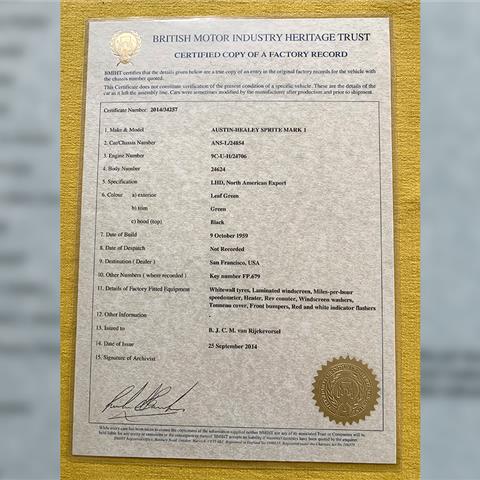 BRITISH MOTOR INDUSTRY HERITAGE TRUST
CERTIFIED COPY OF A FACTORY RECORD
BMIHT certifies that the details given below are a true copy of an entry in the original factory records for the vehicle with
the chassis number quoted.
This Certificate does not constitute verification of the present condition of a specific vehicle. These are the details of the
car as it left the assembly line. Cars were sometimes modified by the manufacturer after production and prior to shipment.
Certificate Number: 2014/34257
1. Make & Model AUSTIN-HEALEY SPRITE MARK 1
2. Car/Chassis Number AN5-L/24854
3. Engine Number 9C-U-H/24706
4. Body Number 24624
5. Specification LHD, North American Export
6. Colour a) exterior Leaf Green
b) trim Green
c) hood (top) Black
7. Date of Build 9 October 1959
8. Date of Despatch Not Recorded
9. Destination (Dealer) San Francisco, USA
10. Other Numbers (where recorded) Key number FP.679
11. Details of Factory Fitted Equipment Whitewall tyres, Laminated windscreen, Miles-per-hour
speedometer, Heater, Rev counter, Windscreen washers,
Tonneau cover, Front bumpers, Red and white indicator flashers
12. Other Information
13. Issued to B. J. C. M. van Rijckevorsel
14. Date of Issue 25 September 2014
15. Signature of Archivist